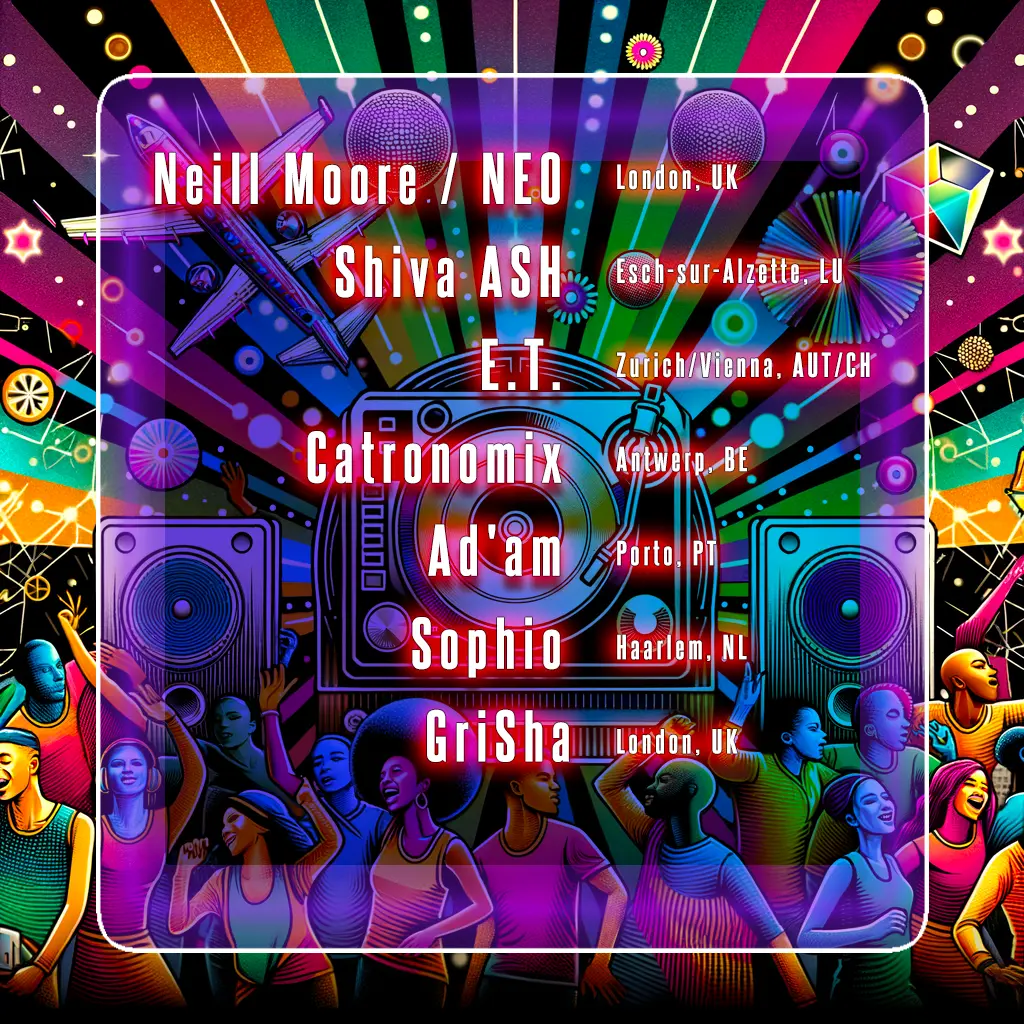 Neill Moore / NEO London, UK
Shiva ASH Esch-sur-Alzette, LU
E.T. Zurich/Vienna, AUT/CH
Catronomix Antwerp, BE
Ad'am Porto, PT
Sophio Haarlem, NL
GriSha London, UK